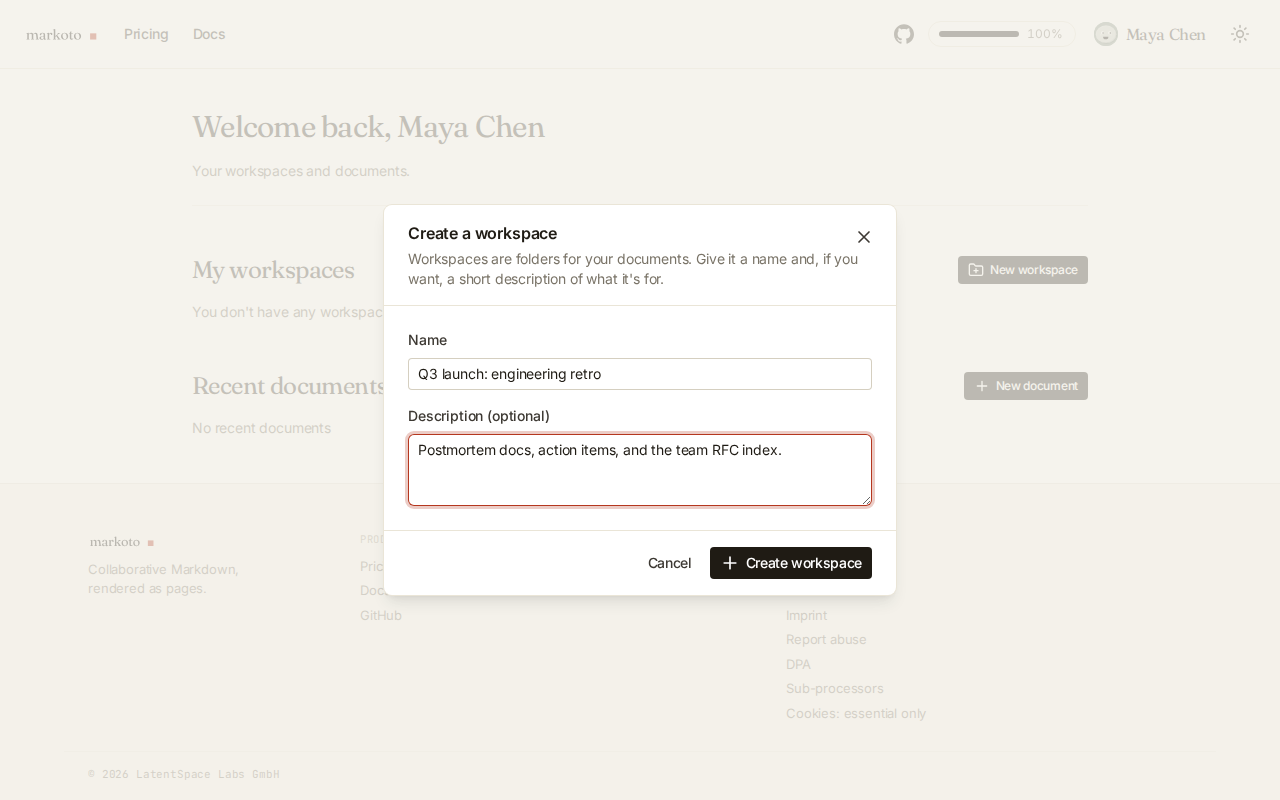 markoto
Pricing
Docs
100%
Maya Chen
Welcome back, Maya Chen
Your workspaces and documents.
Create a workspace
Workspaces are folders for your documents. Give it a name and, if you
want, a short description of what it's for.
My workspaces
New workspace
You don't have any workspac
Name
Q3 launch: engineering retro
Recent documents
New document
Description (optional)
No recent documents
Postmortem docs, action items, and the team RFC index.
Cancel
Create workspace
markoto
Collaborative Markdown,
rendered as pages.
GitHub
Imprint
Report abuse
DPA
Sub-processors
Cookies: essential only
© 2026 LatentSpace Labs GmbH